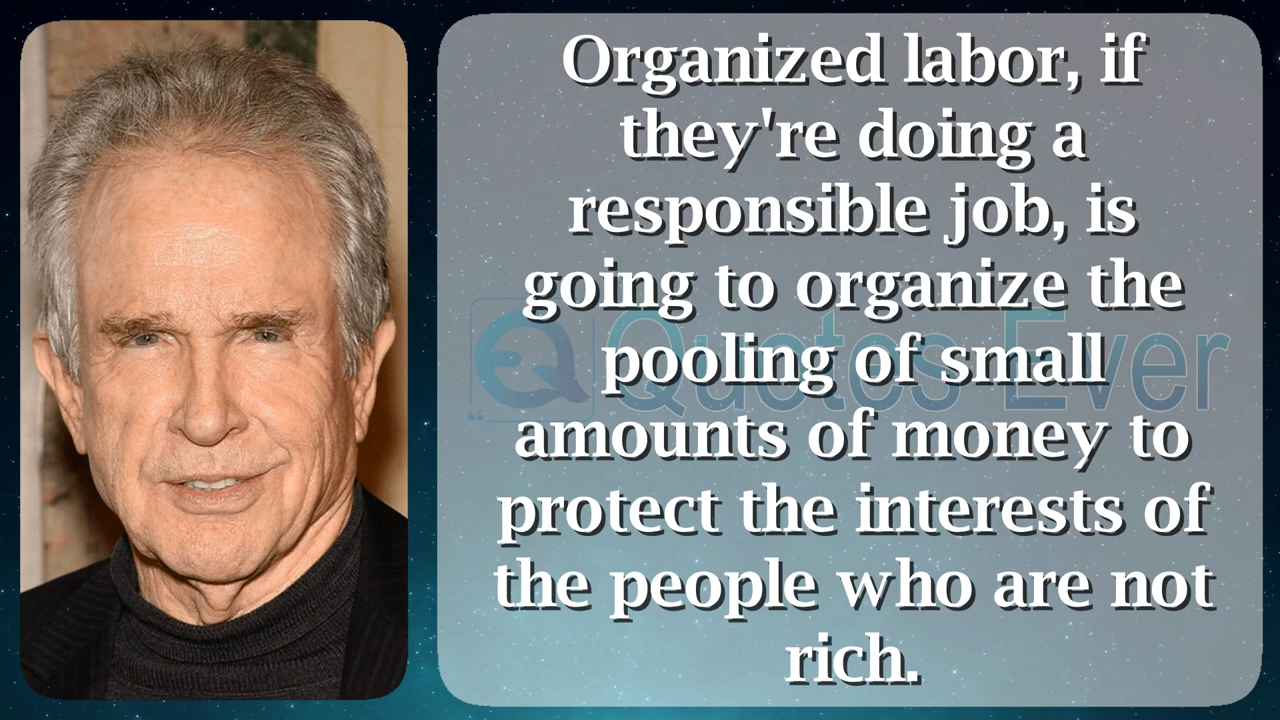 Organized labor, if
they're doing a
responsible job, is
going to organize the
pooling of small
amounts of money to
protect the interests of
the people who are not
rich.
EQ Quotes Ever